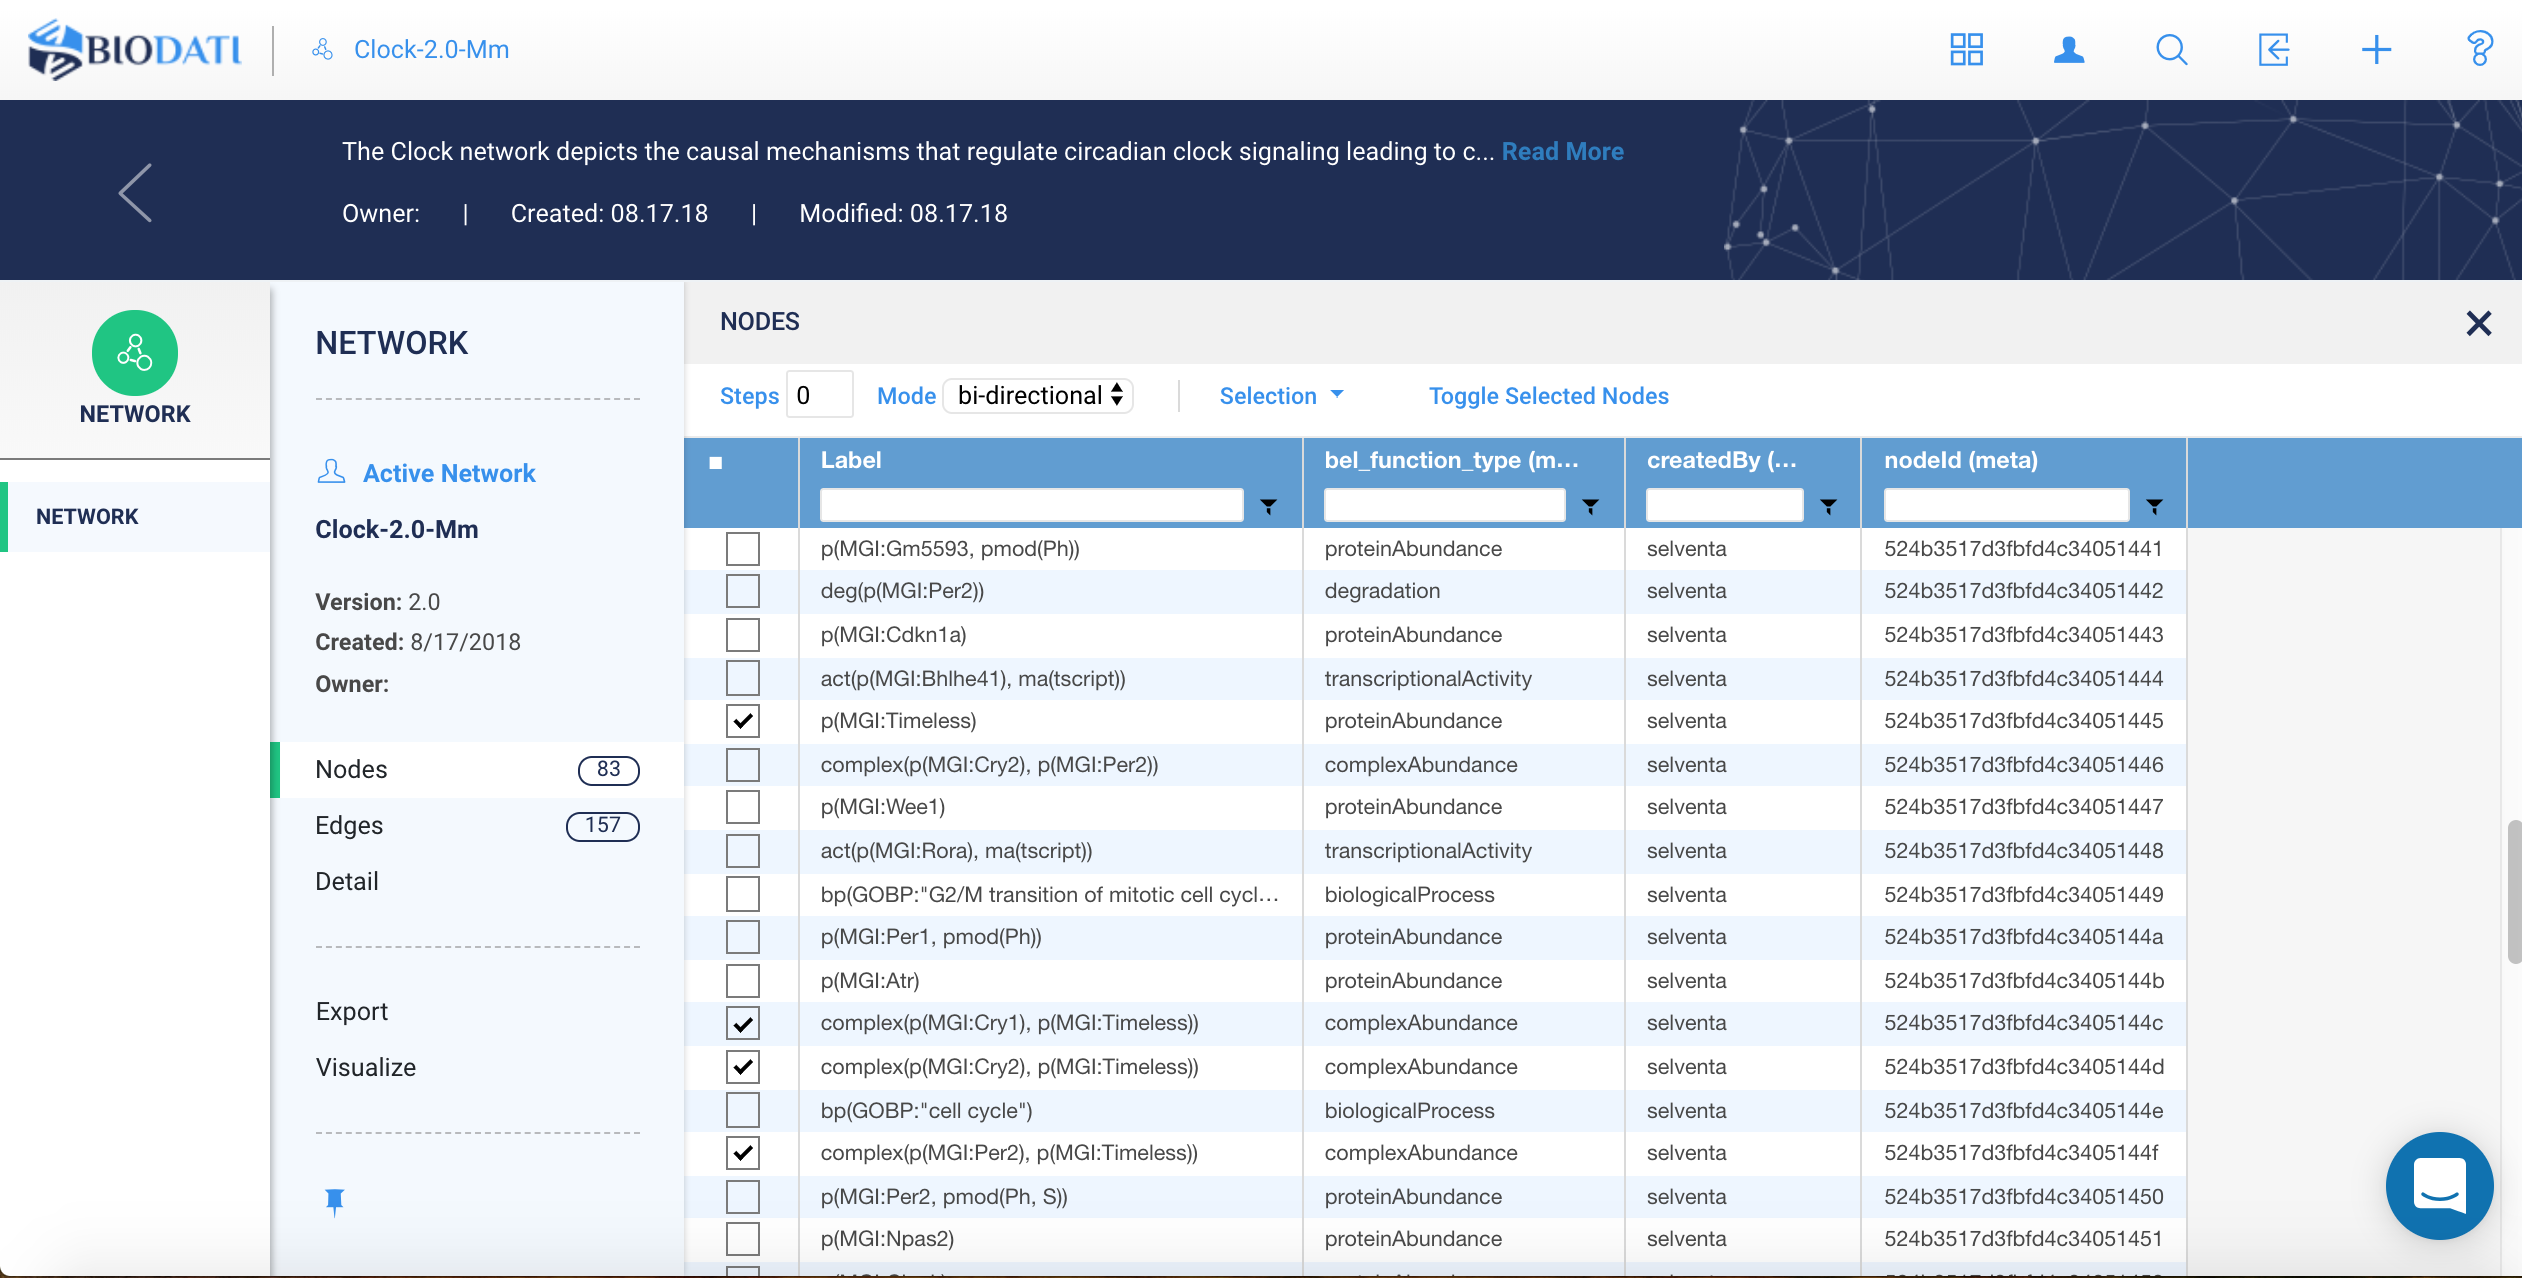 BIODATI
Clock-2.0-Mm
The Clock network depicts the causal mechanisms that regulate circadian clock signaling leading to c... Read More
Owner: | Created: 08.17.18 | Modified: 08.17.18
NETWORK
NETWORK
NETWORK
Active Network
Clock-2.0-Mm
Version: 2.0
Created: 8/17/2018
Owner:
Nodes 83
Edges 157
Detail
Export
Visualize
NODES
Steps 0 Mode bi-directional Selection Toggle Selected Nodes
Label bel_function_type (m... createdBy (... nodeId (meta)
p(MGI:Gm5593, pmod(Ph)) proteinAbundance selventa 524b3517d3fbfd4c34051441
deg(p(MGI:Per2)) degradation selventa 524b3517d3fbfd4c34051442
p(MGI:Cdkn1a) proteinAbundance selventa 524b3517d3fbfd4c34051443
act(p(MGI:Bhlhe41), ma(tscript)) transcriptionalActivity selventa 524b3517d3fbfd4c34051444
p(MGI:Timeless) proteinAbundance selventa 524b3517d3fbfd4c34051445
complex(p(MGI:Cry2), p(MGI:Per2)) complexAbundance selventa 524b3517d3fbfd4c34051446
p(MGI:Wee1) proteinAbundance selventa 524b3517d3fbfd4c34051447
act(p(MGI:Rora), ma(tscript)) transcriptionalActivity selventa 524b3517d3fbfd4c34051448
bp(GOBP:"G2/M transition of mitotic cell cycl... biologicalProcess selventa 524b3517d3fbfd4c34051449
p(MGI:Per1, pmod(Ph)) proteinAbundance selventa 524b3517d3fbfd4c3405144a
p(MGI:Atr) proteinAbundance selventa 524b3517d3fbfd4c3405144b
complex(p(MGI:Cry1), p(MGI:Timeless)) complexAbundance selventa 524b3517d3fbfd4c3405144c
complex(p(MGI:Cry2), p(MGI:Timeless)) complexAbundance selventa 524b3517d3fbfd4c3405144d
bp(GOBP:"cell cycle") biologicalProcess selventa 524b3517d3fbfd4c3405144e
complex(p(MGI:Per2), p(MGI:Timeless)) complexAbundance selventa 524b3517d3fbfd4c3405144f
p(MGI:Per2, pmod(Ph, S)) proteinAbundance selventa 524b3517d3fbfd4c34051450
p(MGI:Npas2) proteinAbundance selventa 524b3517d3fbfd4c34051451